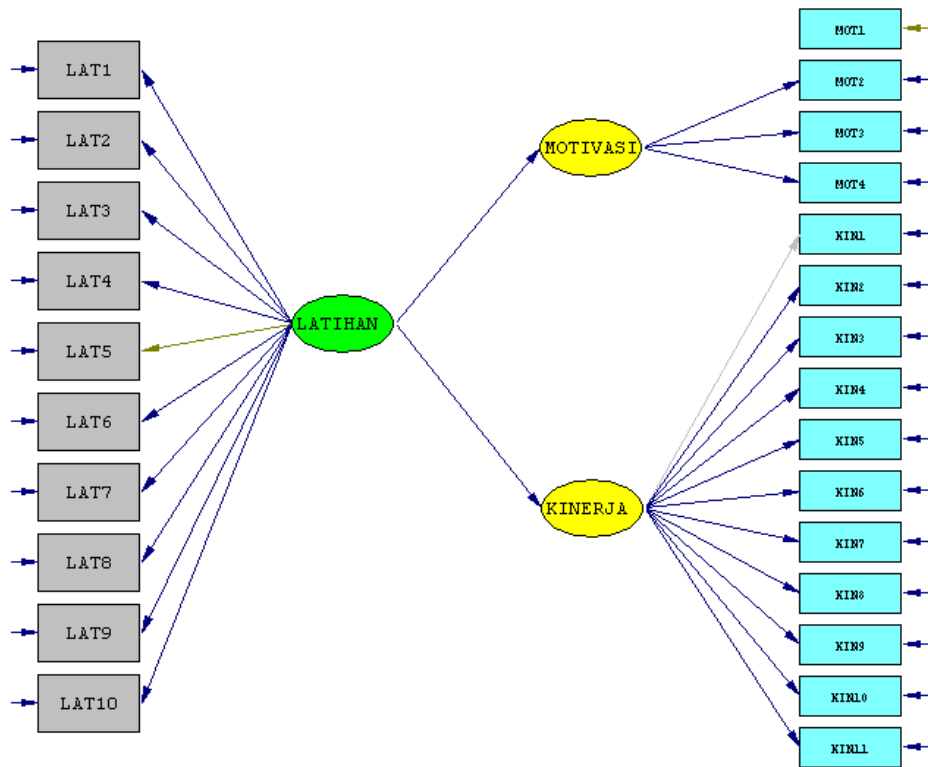 LAT1
LAT2
LAT3
LAT4
LAT5
LAT6
LAT7
LAT8
LAT9
LAT10
LATIHAN
MOTIVASI
KINERJA
MOT1
MOT2
MOT3
MOT4
KIN1
KIN2
KIN3
KIN4
KIN5
KIN6
KIN7
KIN8
KIN9
KIN10
KIN11